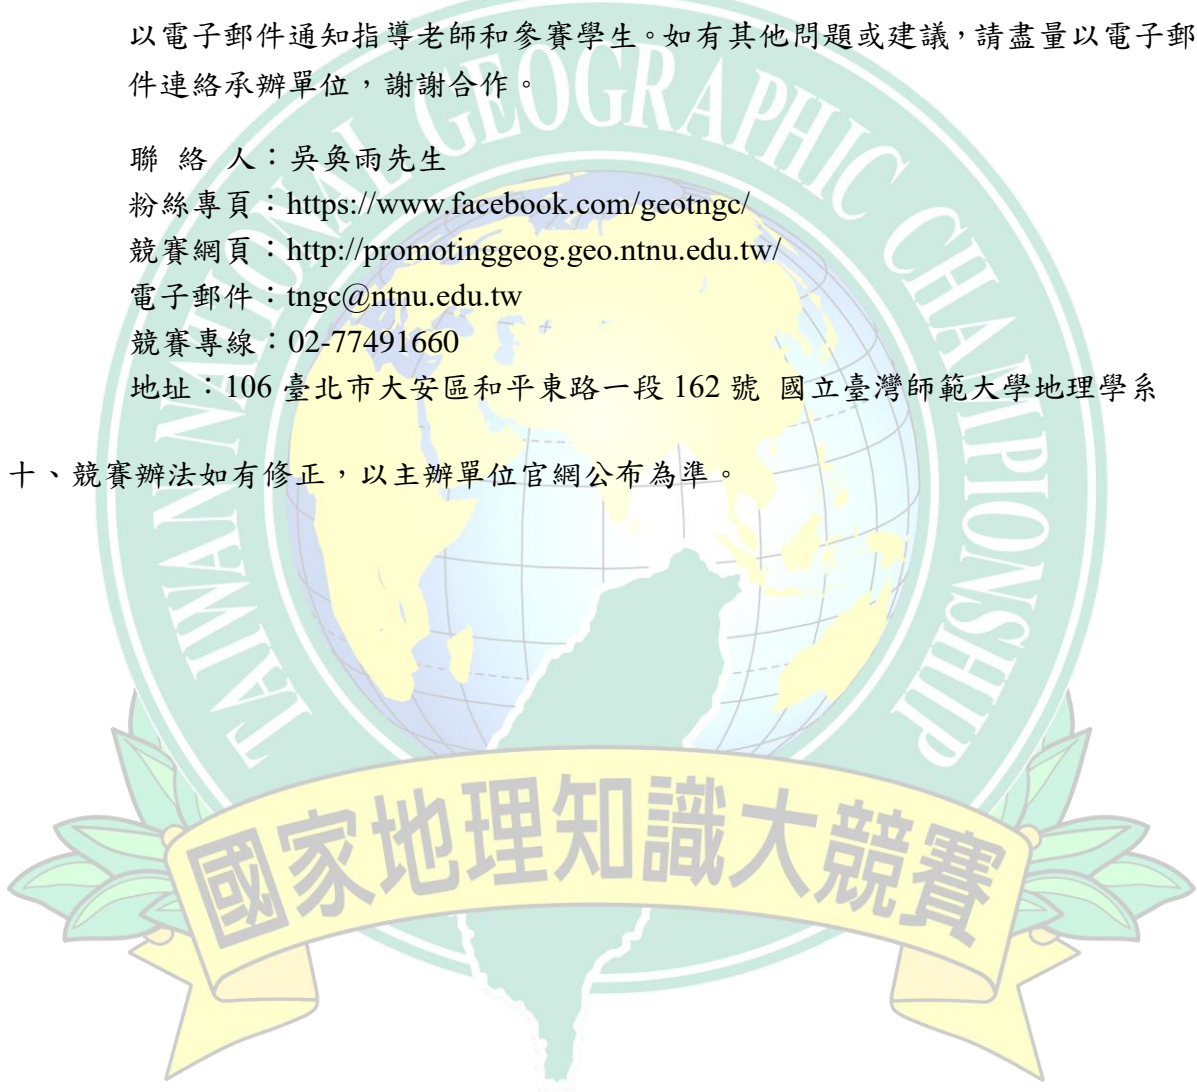 以電子郵件通知指導老師和參賽學生。如有其他問題或建議，請盡量以電子郵
件連絡承辦單位，謝謝合作。
聯 絡 人：吳奐雨先生
粉絲專頁：https://www.facebook.com/geotngc/
競賽網頁：http://promotinggeog.geo.ntnu.edu.tw/
電子郵件：tngc@ntnu.edu.tw
競賽專線：02-77491660
地址：106 臺北市大安區和平東路一段 162 號 國立臺灣師範大學地理學系
十、競賽辦法如有修正，以主辦單位官網公布為準。
TAIWAN NATIONAL GEOGRAPHIC CHAMPIONSHIP
國家地理知識大競賽